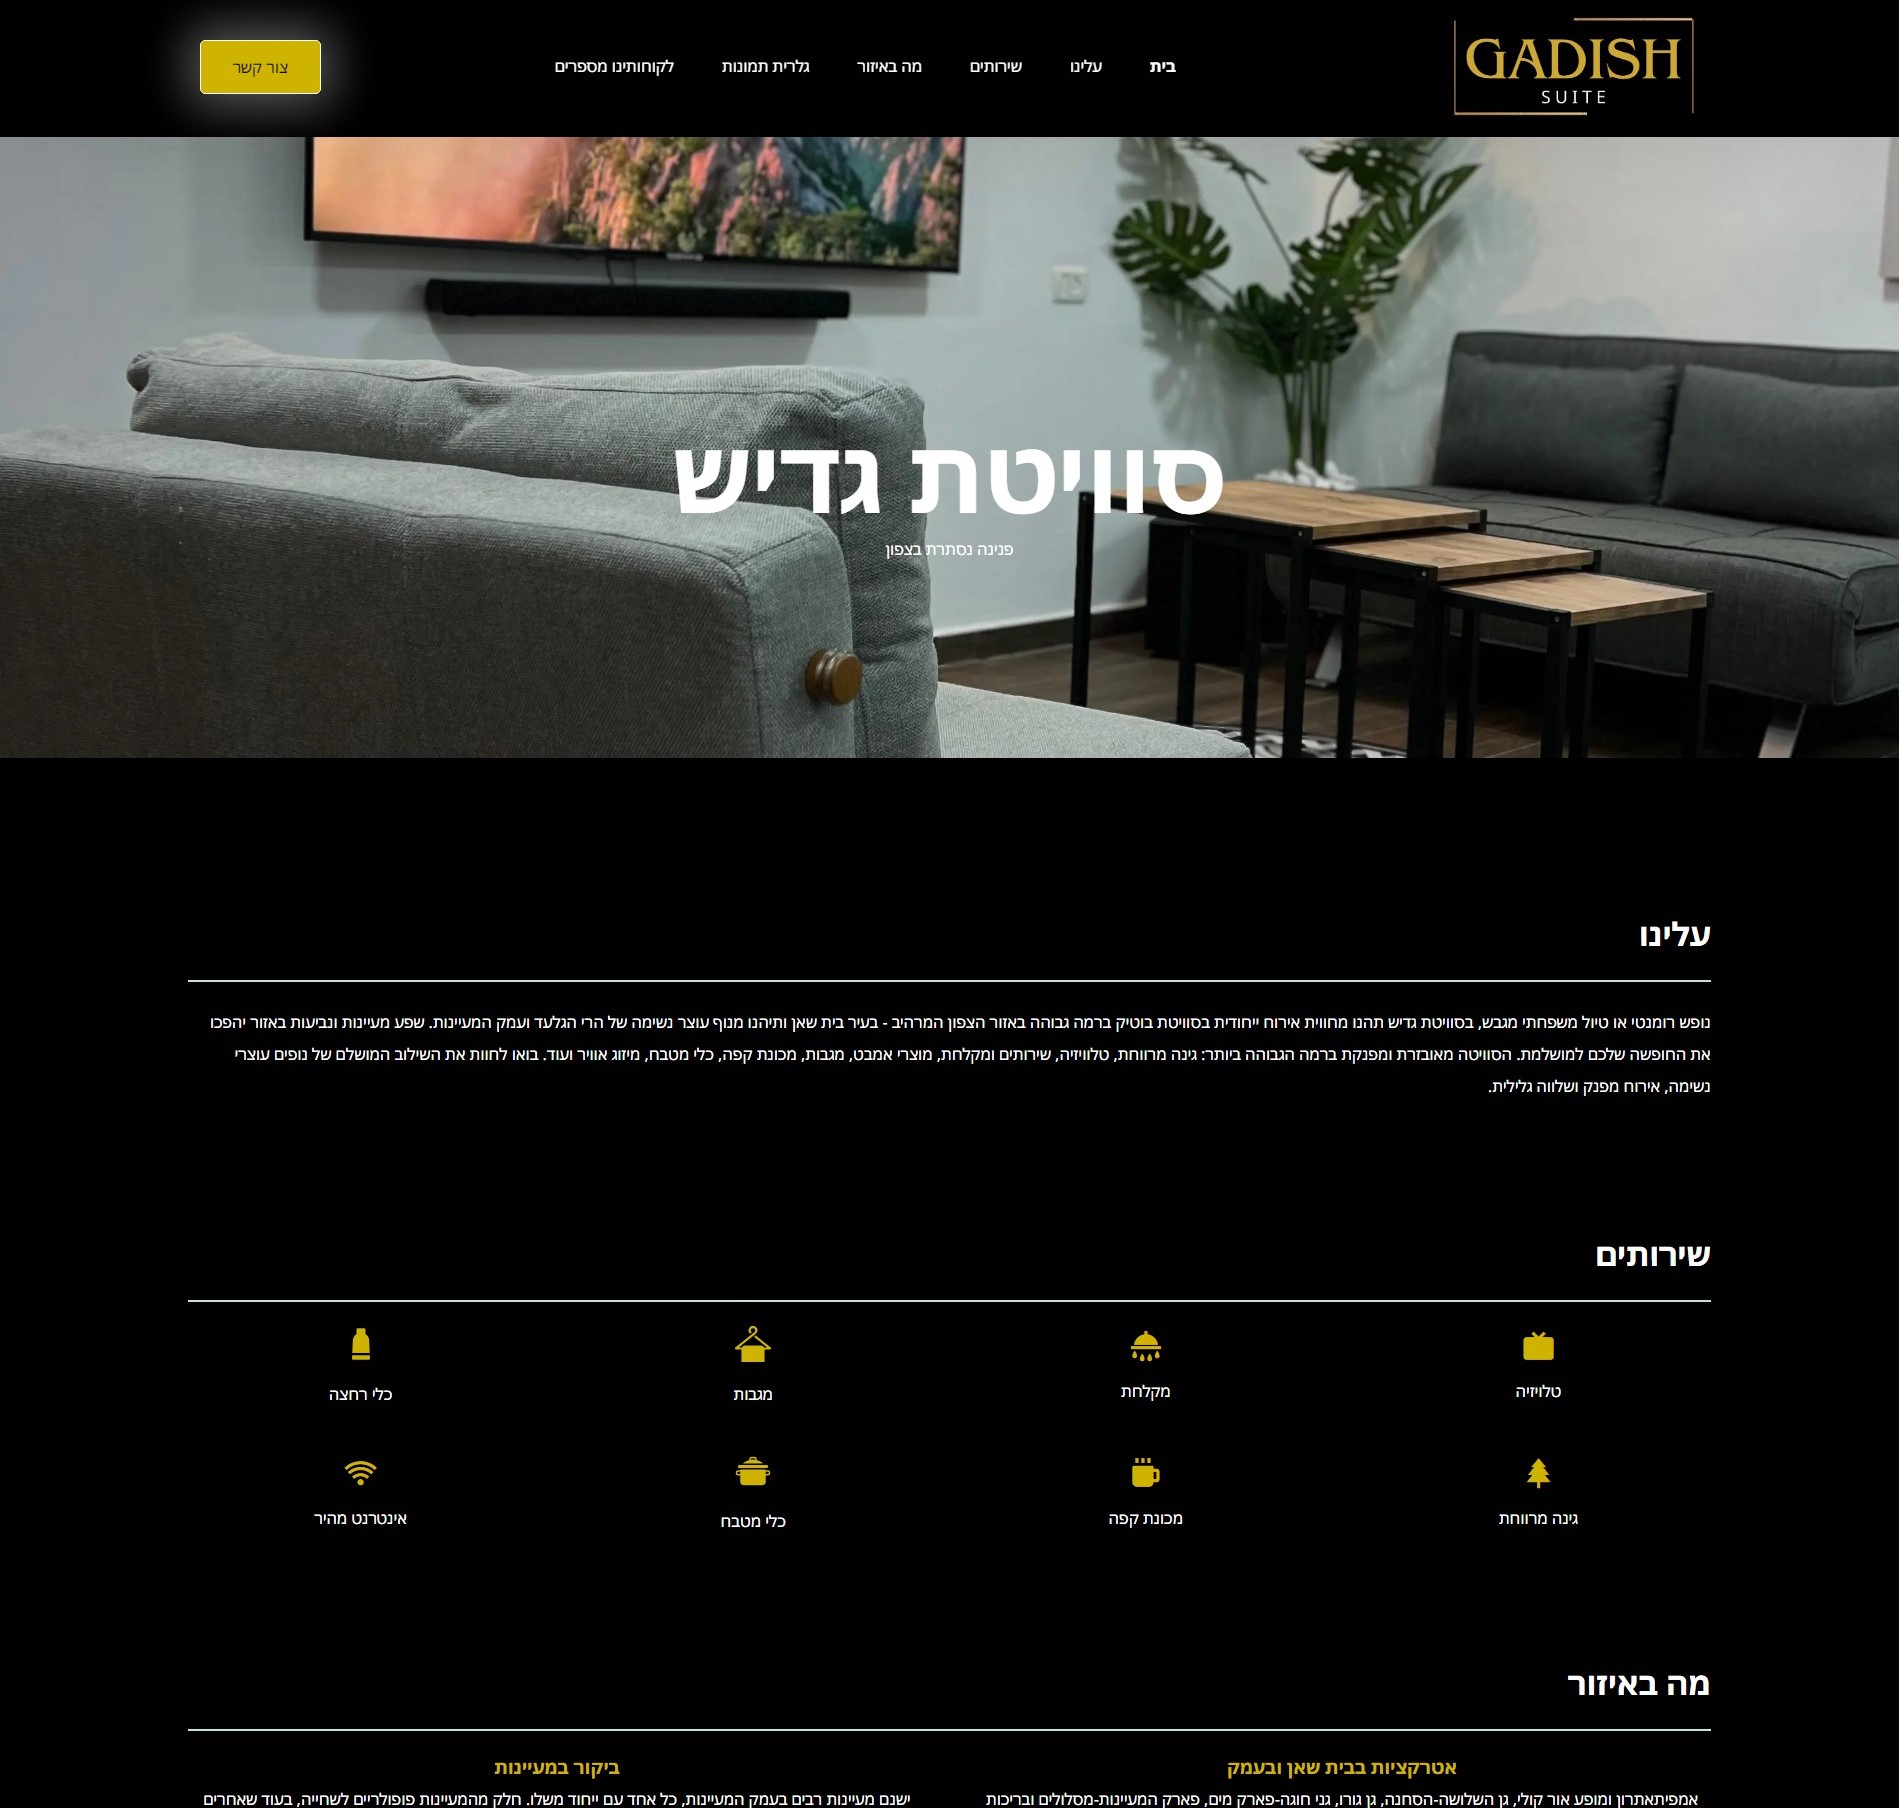 GADISH
SUITE
בית
עלינו
שירותים
מה באיזור
גלרית תמונות
לקוחותינו מספרים
צור קשר
סוויטת גדיש
פנינה נסתרת בצפון
עלינו
נופש רומנטי או טיול משפחתי מגבש, בסוויטת גדיש תהנו מחווית אירוח ייחודית בסוויטת בוטיק ברמה גבוהה באזור הצפון המרהיב - בעיר בית שאן ותיהנו מנוף עוצר נשימה של הרי הגלעד ועמק המעיינות. שפע מעיינות ונביעות באזור יהפכו
את החופשה שלכם למושלמת. הסוויטה מאובזרת ומפנקת ברמה הגבוהה ביותר: גינה מרווחת, טלוויזיה, שירותים ומקלחת, מוצרי אמבט, מגבות, מכונת קפה, כלי מטבח, מיזוג אוויר ועוד. בואו לחוות את השילוב המושלם של נופים עוצרי
נשימה, אירוח מפנק ושלווה גלילית.
שירותים
טלויזיה
מקלחת
מגבות
כלי רחצה
גינה מרווחת
מכונת קפה
כלי מטבח
אינטרנט מהיר
מה באיזור
אטרקציות בבית שאן ובעמק
אמפיתאתרון ומופע אור קולי, גן השלושה-הסחנה, גן גורו, גני חוגה-פארק מים, פארק המעיינות-מסלולים ובריכות
ביקור במעיינות
ישנם מעיינות רבים בעמק המעיינות, כל אחד עם ייחוד משלו. חלק מהמעיינות פופולריים לשחייה, בעוד שאחרים